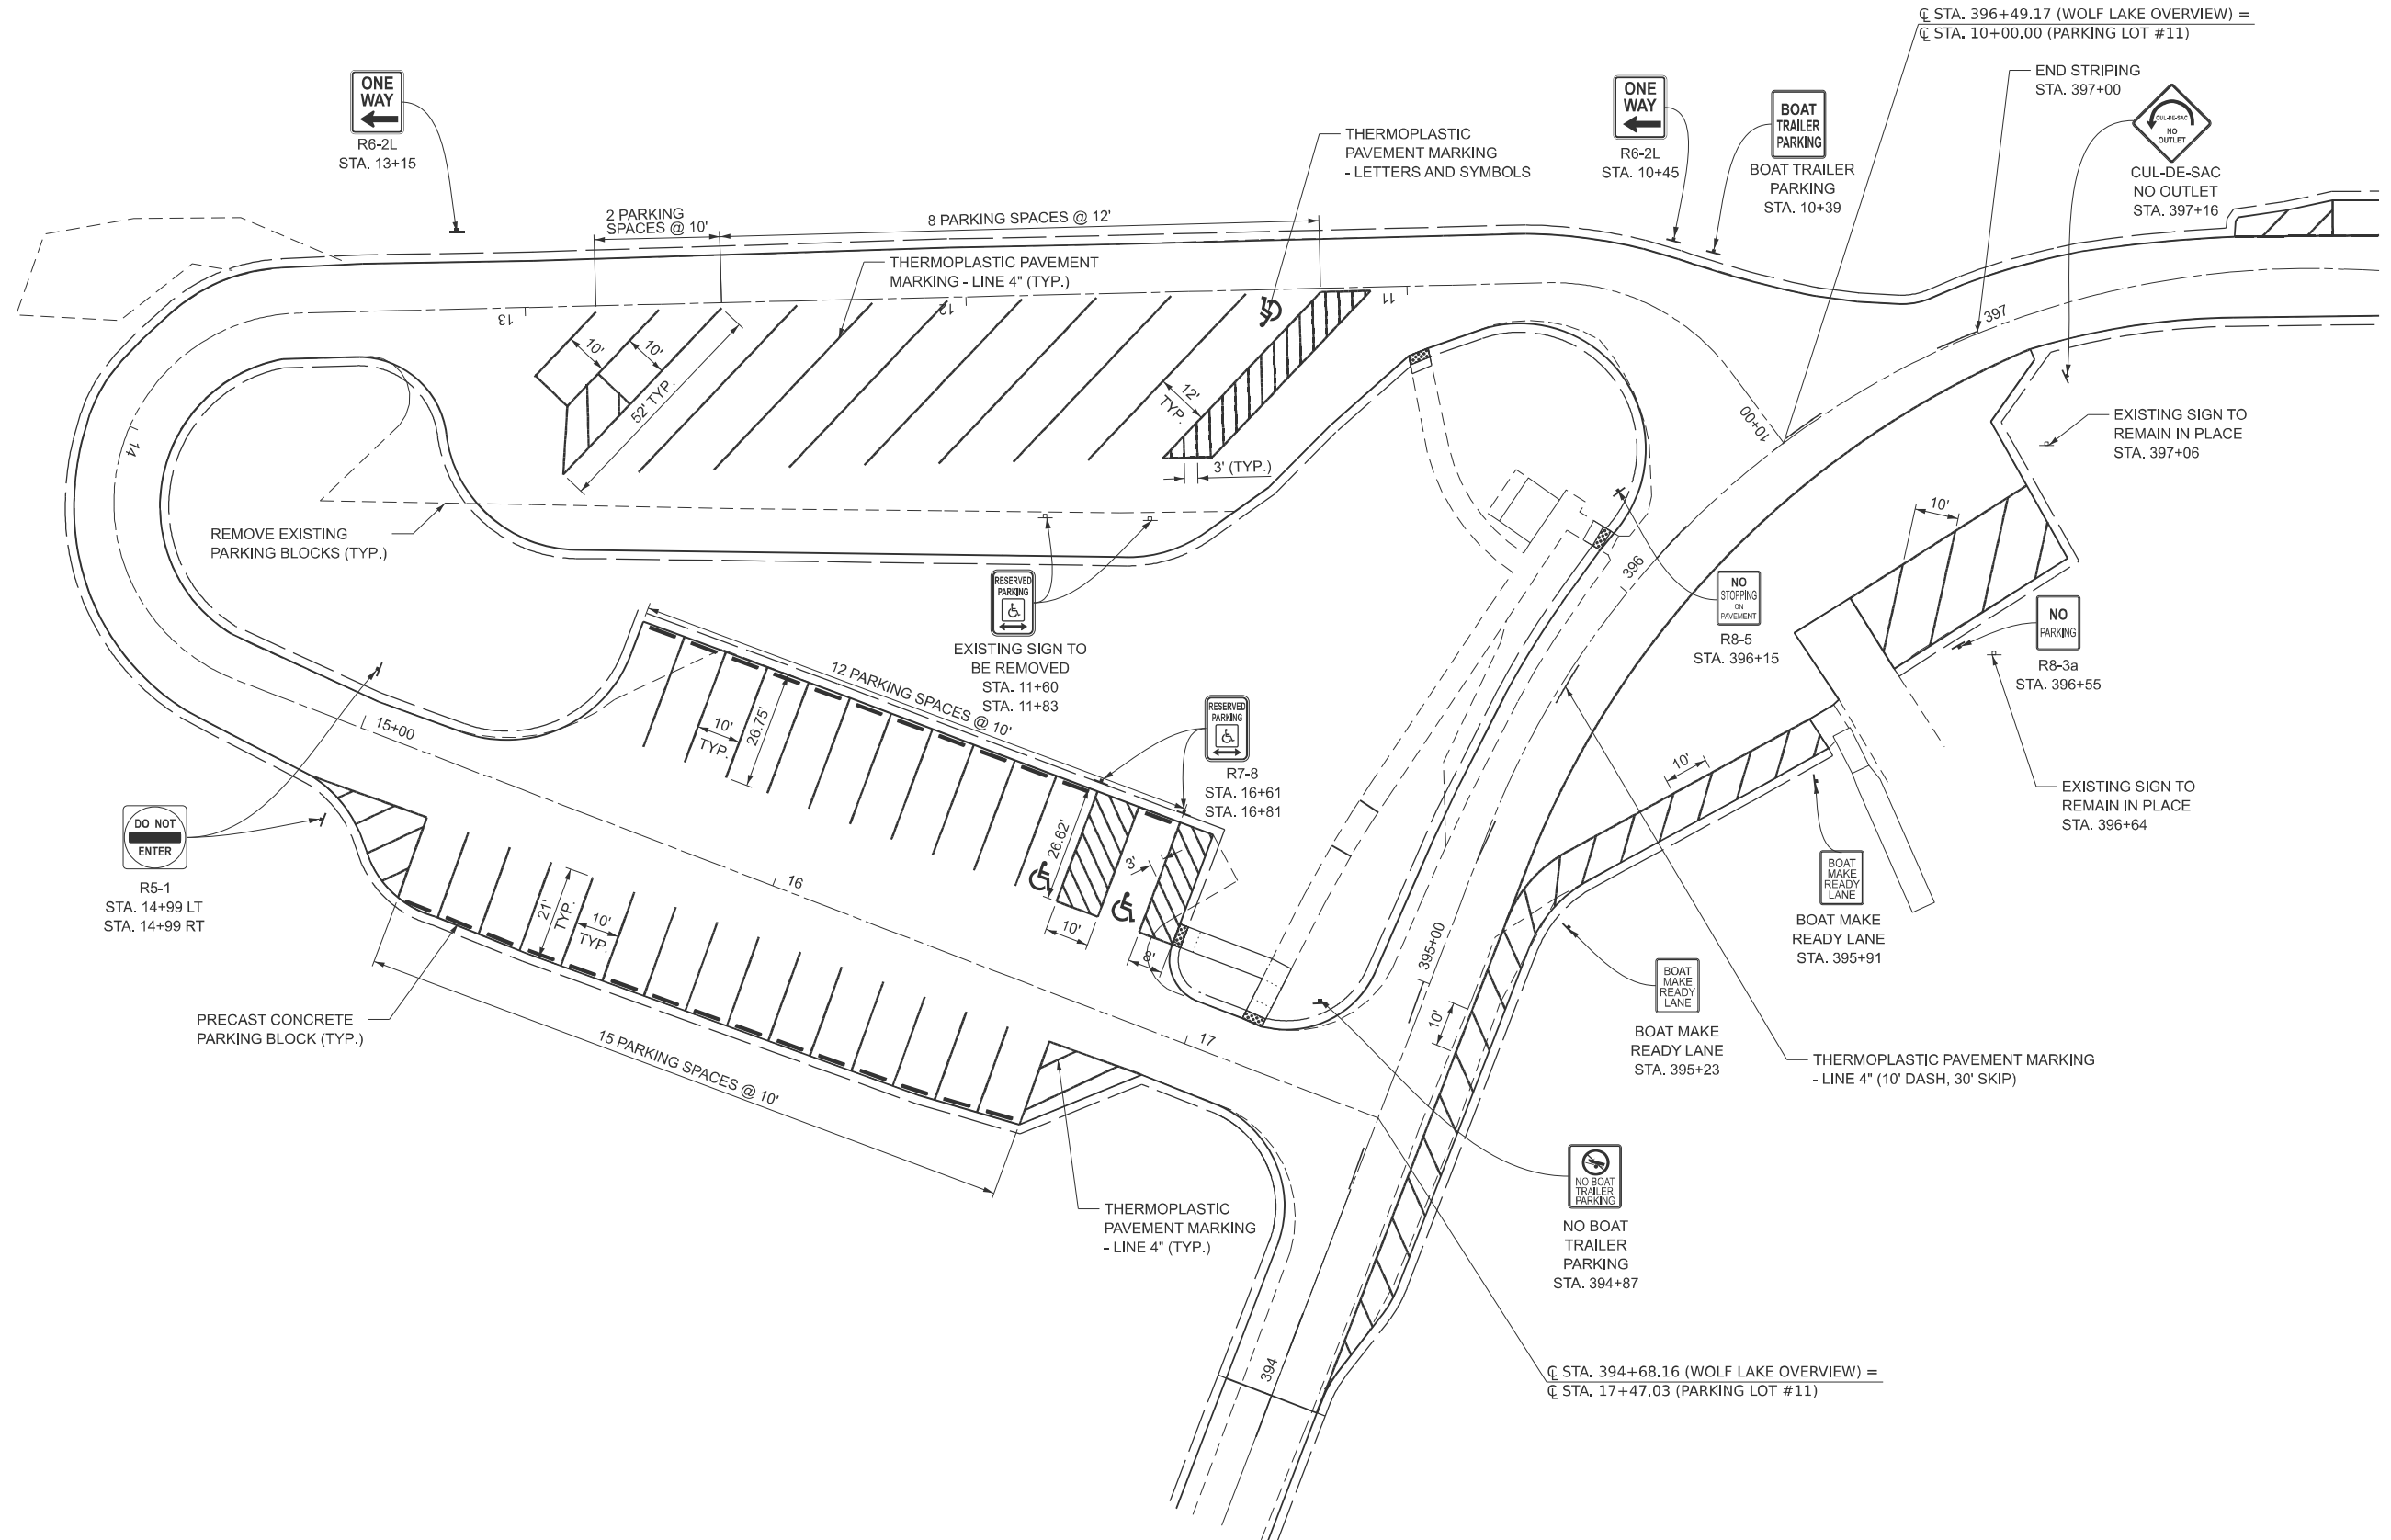 ℄ STA. 396+49.17 (WOLF LAKE OVERVIEW) =
℄ STA. 10+00.00 (PARKING LOT #11)
END STRIPING
STA. 397+00
ONE
WAY
R6-2L
STA. 13+15
THERMOPLASTIC
PAVEMENT MARKING
- LETTERS AND SYMBOLS
ONE
WAY
R6-2L
STA. 10+45
BOAT
TRAILER
PARKING
BOAT TRAILER
PARKING
STA. 10+39
CUL-DE-SAC
NO
OUTLET
CUL-DE-SAC
NO OUTLET
STA. 397+16
2 PARKING
SPACES @ 10'
8 PARKING SPACES @ 12'
THERMOPLASTIC PAVEMENT
MARKING - LINE 4" (TYP.)
13
12
11
397
10'
10'
52' TYP.
12'
TYP.
3' (TYP.)
10+00
14
EXISTING SIGN TO
REMAIN IN PLACE
STA. 397+06
REMOVE EXISTING
PARKING BLOCKS (TYP.)
10'
396
RESERVED
PARKING
EXISTING SIGN TO
BE REMOVED
STA. 11+60
STA. 11+83
NO
STOPPING
ON
PAVEMENT
R8-5
STA. 396+15
NO
PARKING
R8-3a
STA. 396+55
12 PARKING SPACES @ 10'
15+00
10'
TYP.
26.75'
RESERVED
PARKING
R7-8
STA. 16+61
STA. 16+81
10'
EXISTING SIGN TO
REMAIN IN PLACE
STA. 396+64
DO NOT
ENTER
R5-1
STA. 14+99 LT
STA. 14+99 RT
26.62'
3'
16
10'
8'
21'
TYP.
10'
TYP.
BOAT
MAKE
READY
LANE
BOAT MAKE
READY LANE
STA. 395+91
395+00
BOAT
MAKE
READY
LANE
BOAT MAKE
READY LANE
STA. 395+23
10'
PRECAST CONCRETE
PARKING BLOCK (TYP.)
17
15 PARKING SPACES @ 10'
THERMOPLASTIC PAVEMENT MARKING
- LINE 4" (10' DASH, 30' SKIP)
THERMOPLASTIC
PAVEMENT MARKING
- LINE 4" (TYP.)
NO BOAT
TRAILER
PARKING
NO BOAT
TRAILER
PARKING
STA. 394+87
394
℄ STA. 394+68.16 (WOLF LAKE OVERVIEW) =
℄ STA. 17+47.03 (PARKING LOT #11)